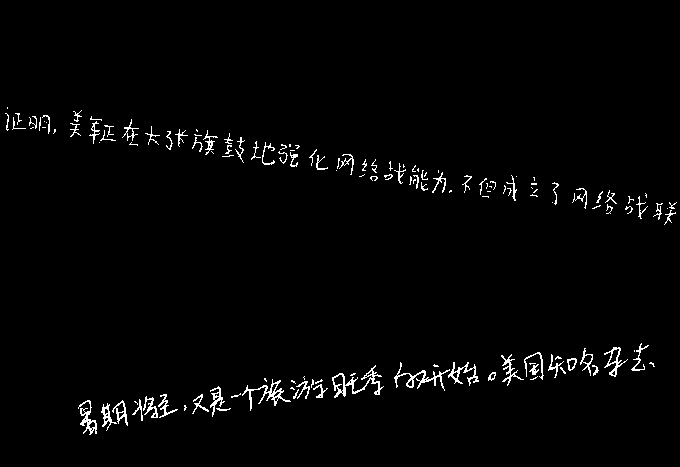 证明，美军正在大张旗鼓地强化网络战能力，不但成立了网络战联
暑期将至，又是一个旅游旺季的开始。美国知名杂志、